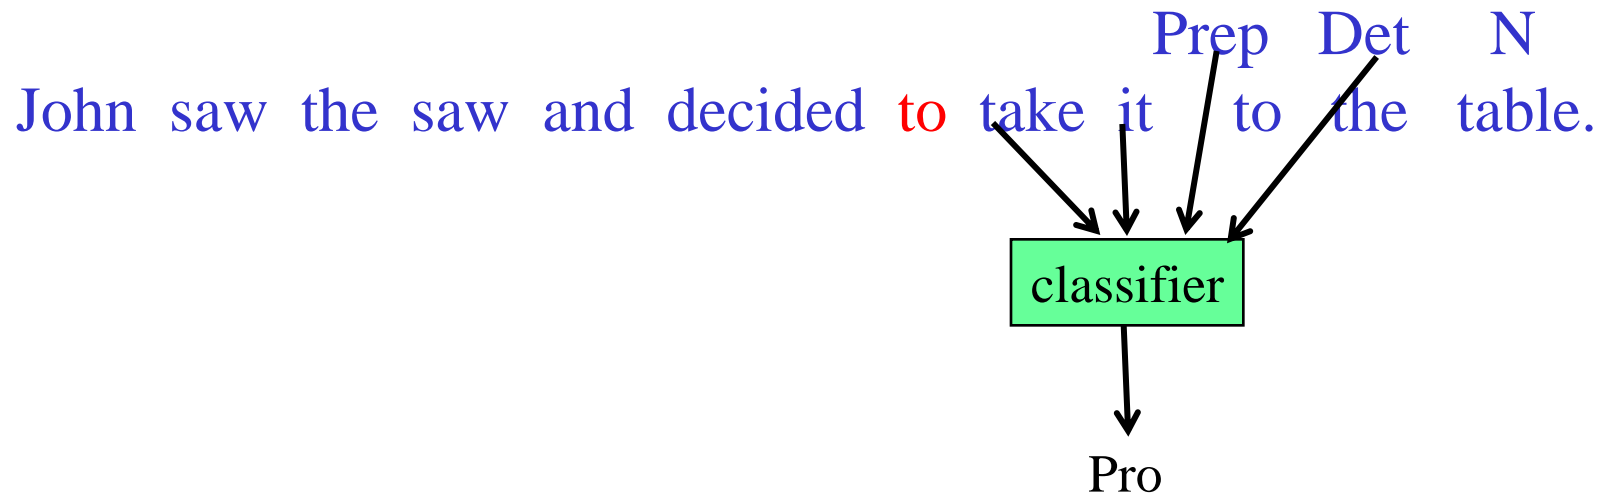 Prep Det N
John saw the saw and decided to take it to the table.
classifier
Pro